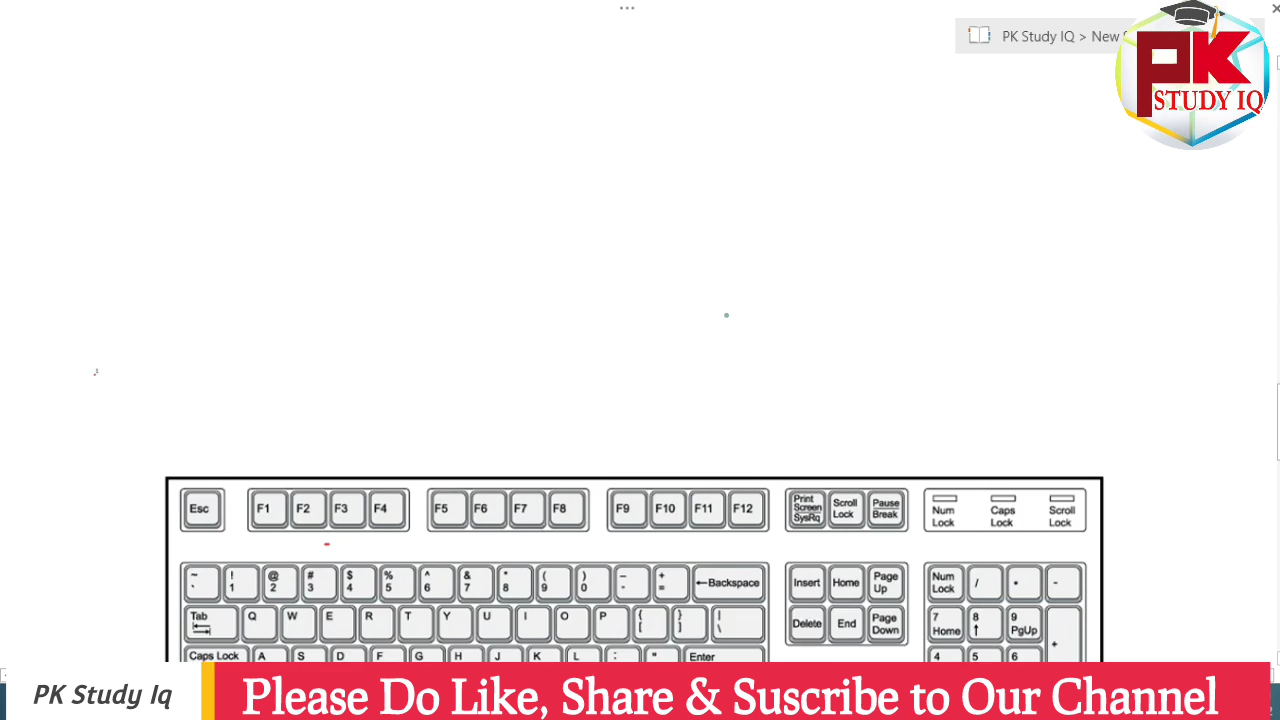 ...
PK Study IQ > New
PK
STUDY IQ
Esc F1 F2 F3 F4 F5 F6 F7 F8 F9 F10 F11 F12 Print Screen SysRq Scroll Lock Pause Break Num Lock Caps Lock Scroll Lock
~ ` ! 1 @ 2 # 3 $ 4 % 5 ^ 6 & 7 * 8 ( 9 ) 0 – - + = ←Backspace Insert Home Page Up Num Lock / * -
Tab Q W E R T Y U I O P { [ } ] | \ Delete End Page Down 7 Home 8 ↑ 9 PgUp +
Caps Lock A S D F G H J K L : " Enter 4 5 6
PK Study Iq
Please Do Like, Share & Suscribe to Our Channel